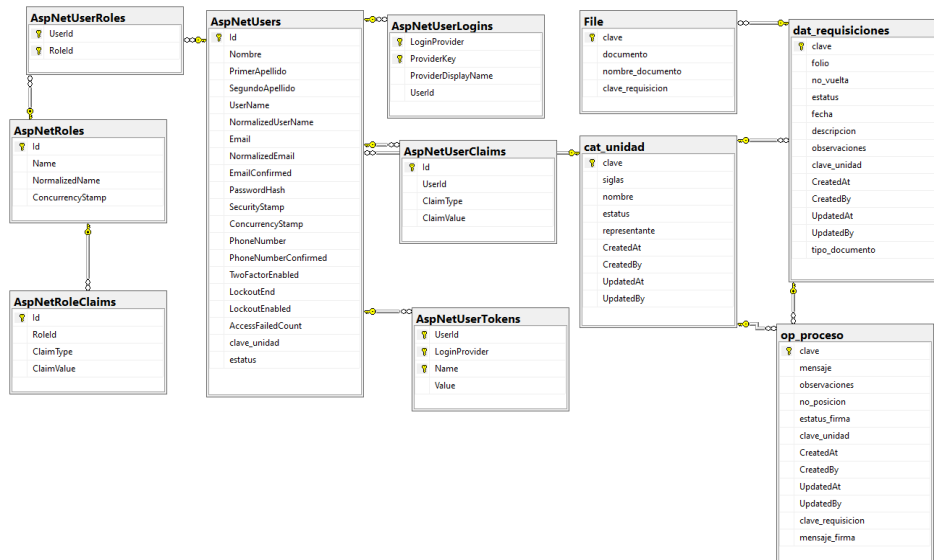 AspNetUserRoles
UserId
RoleId
AspNetRoles
Id
Name
NormalizedName
ConcurrencyStamp
AspNetRoleClaims
Id
RoleId
ClaimType
ClaimValue
AspNetUsers
Id
Nombre
PrimerApellido
SegundoApellido
UserName
NormalizedUserName
Email
NormalizedEmail
EmailConfirmed
PasswordHash
SecurityStamp
ConcurrencyStamp
PhoneNumber
PhoneNumberConfirmed
TwoFactorEnabled
LockoutEnd
LockoutEnabled
AccessFailedCount
clave_unidad
estatus
AspNetUserLogins
LoginProvider
ProviderKey
ProviderDisplayName
UserId
AspNetUserClaims
Id
UserId
ClaimType
ClaimValue
AspNetUserTokens
UserId
LoginProvider
Name
Value
File
clave
documento
nombre_documento
clave_requisicion
cat_unidad
clave
siglas
nombre
estatus
representante
CreatedAt
CreatedBy
UpdatedAt
UpdatedBy
dat_requisiciones
clave
folio
no_vuelta
estatus
fecha
descripcion
observaciones
clave_unidad
CreatedAt
CreatedBy
UpdatedAt
UpdatedBy
tipo_documento
op_proceso
clave
mensaje
observaciones
no_posicion
estatus_firma
clave_unidad
CreatedAt
CreatedBy
UpdatedAt
UpdatedBy
clave_requisicion
mensaje_firma